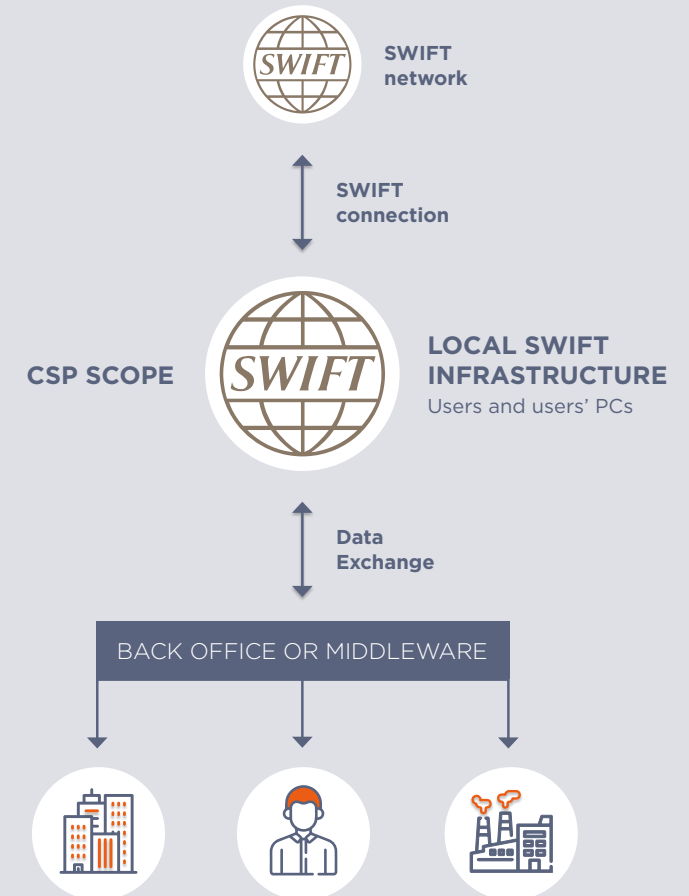 SWIFT
SWIFT
network
SWIFT
connection
CSP SCOPE
SWIFT
LOCAL SWIFT
INFRASTRUCTURE
Users and users’ PCs
Data
Exchange
BACK OFFICE OR MIDDLEWARE